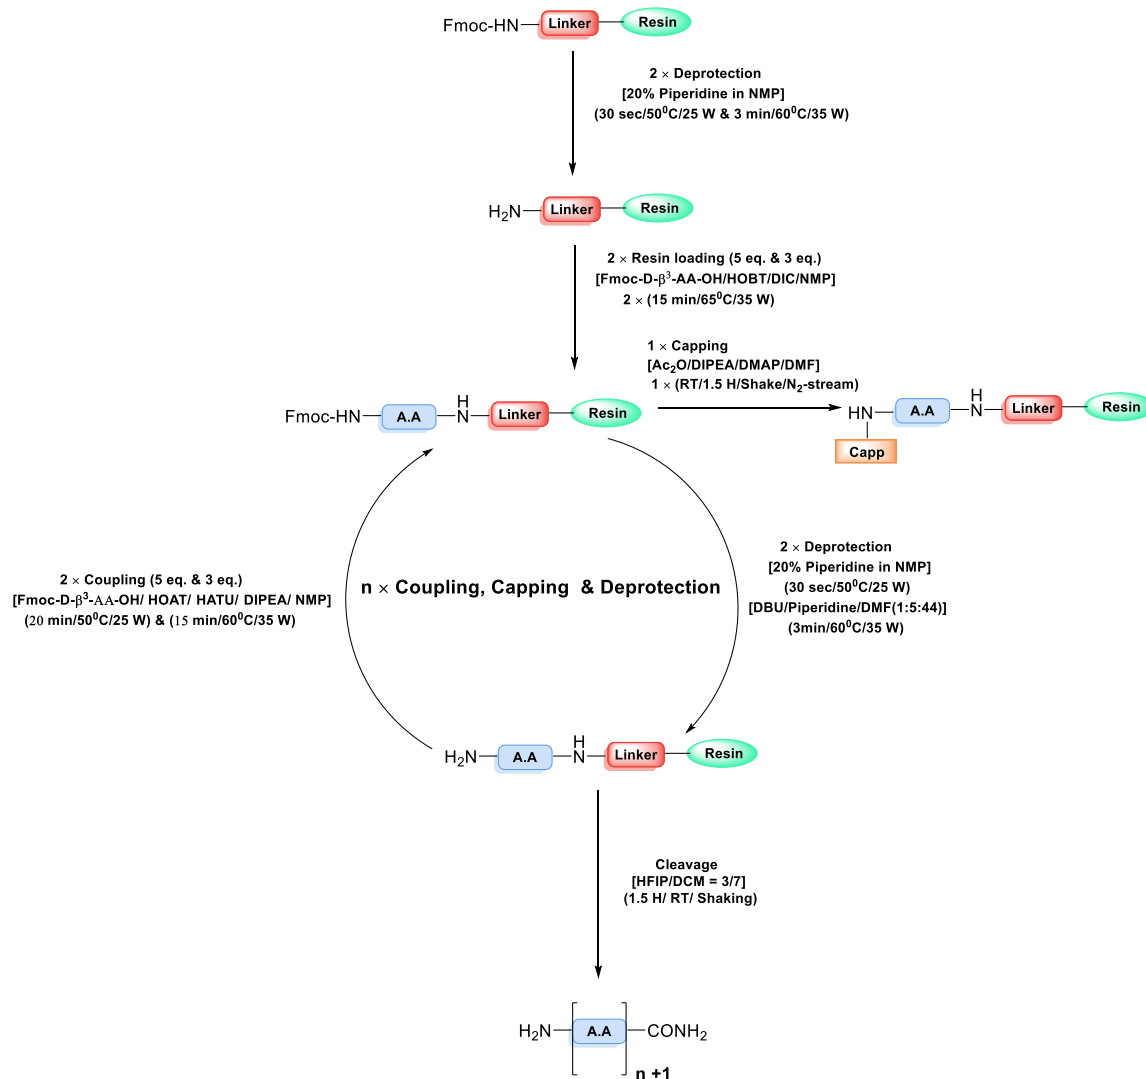 Fmoc-HN Linker Resin
2 × Deprotection
[20% Piperidine in NMP]
(30 sec/50⁰C/25 W & 3 min/60⁰C/35 W)
H₂N Linker Resin
2 × Resin loading (5 eq. & 3 eq.)
[Fmoc-D-β³-AA-OH/HOBT/DIC/NMP]
2 × (15 min/65⁰C/35 W)
1 × Capping
[Ac₂O/DIPEA/DMAP/DMF]
1 × (RT/1.5 H/Shake/N₂-stream)
Fmoc-HN A.A H N Linker Resin
HN A.A H N Linker Resin
Capp
2 × Deprotection
[20% Piperidine in NMP]
(30 sec/50⁰C/25 W)
[DBU/Piperidine/DMF(1:5:44)]
(3min/60⁰C/35 W)
n × Coupling, Capping & Deprotection
2 × Coupling (5 eq. & 3 eq.)
[Fmoc-D-β³-AA-OH/ HOAT/ HATU/ DIPEA/ NMP]
(20 min/50⁰C/25 W) & (15 min/60⁰C/35 W)
H₂N A.A H N Linker Resin
Cleavage
[HFIP/DCM = 3/7]
(1.5 H/ RT/ Shaking)
H₂N A.A CONH₂
n +1